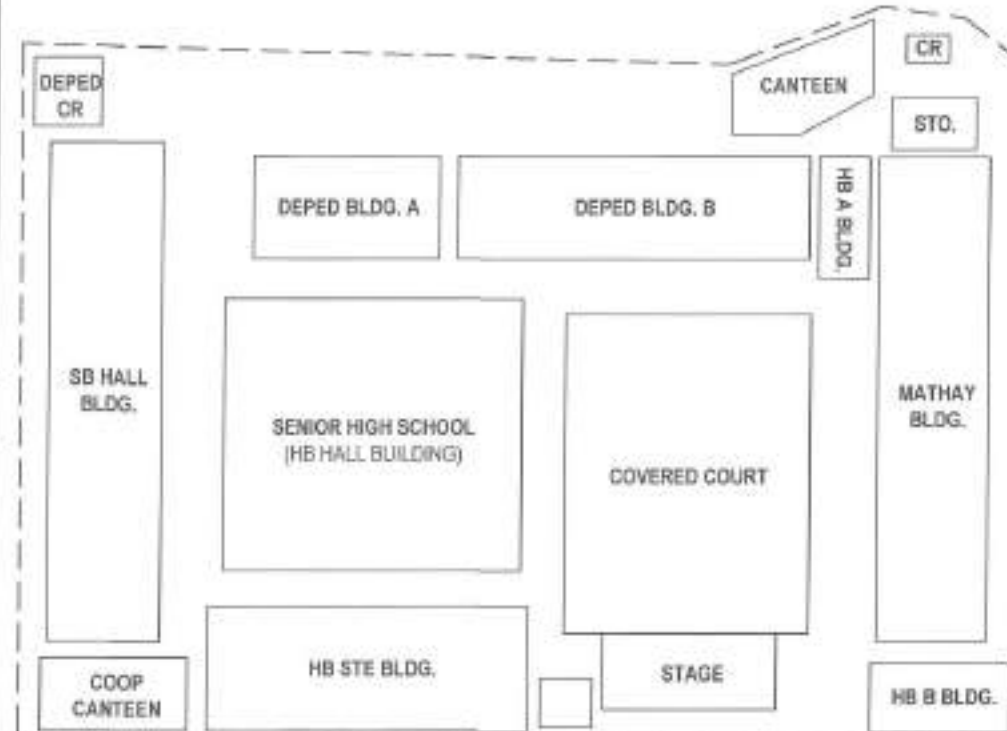 CR
DEPED
CR
CANTEEN
STO.
DEPED BLDG. A
DEPED BLDG. B
HB A BLDG.
SB HALL
BLDG.
SENIOR HIGH SCHOOL
(HB HALL BUILDING)
COVERED COURT
MATHAY
BLDG.
HB STE BLDG.
STAGE
COOP
CANTEEN
HB B BLDG.